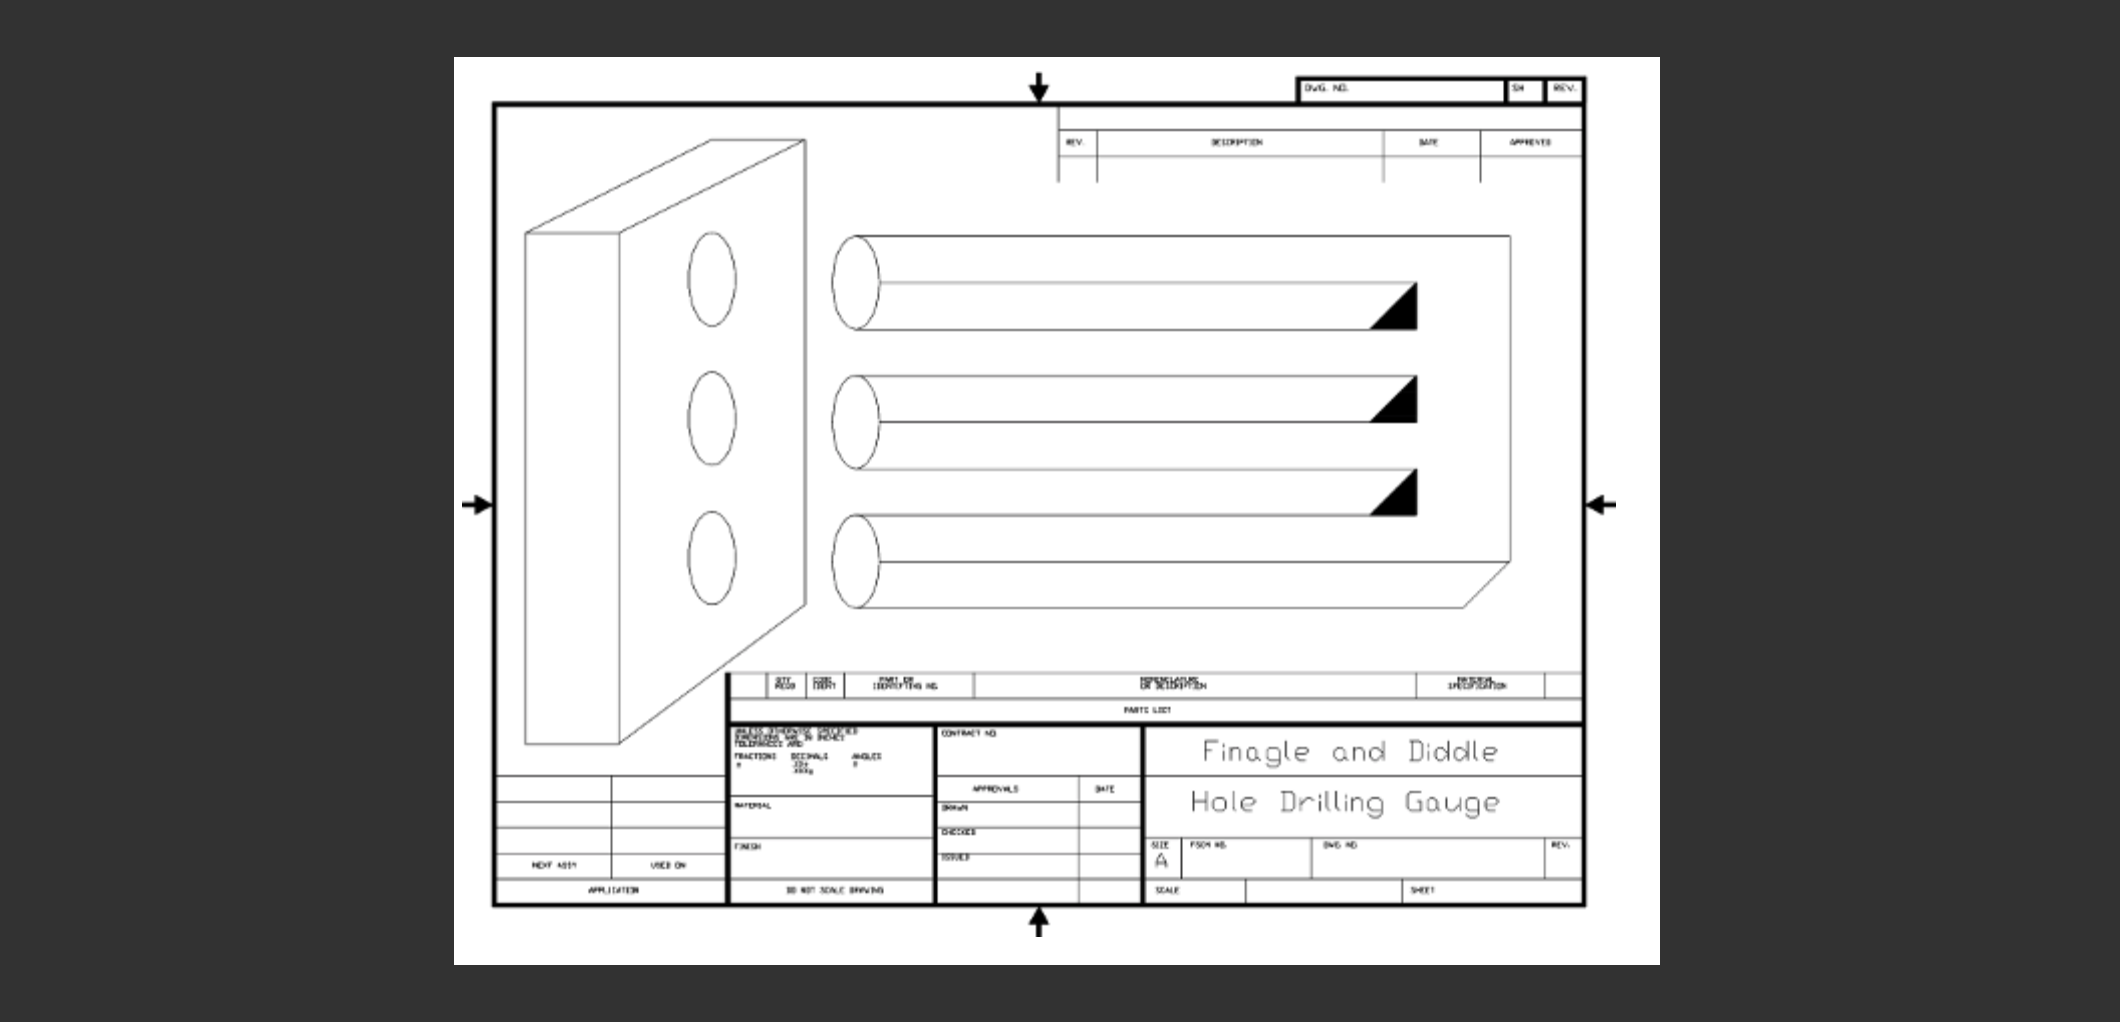 DWG. NO. SH REV.
REV. DESCRIPTION DATE APPROVED
QTY REQD CODE IDENT PART OR IDENTIFYING NO. NOMENCLATURE OR DESCRIPTION MATERIAL SPECIFICATION
PARTS LIST
UNLESS OTHERWISE SPECIFIED
DIMENSIONS ARE IN INCHES
TOLERANCES ARE:
FRACTIONS DECIMALS ANGLES
MATERIAL
FINISH
DO NOT SCALE DRAWING
CONTRACT NO.
APPROVALS DATE
DRAWN
CHECKED
ISSUED
Finagle and Diddle
Hole Drilling Gauge
SIZE FSCM NO. DWG. NO. REV.
A
SCALE SHEET
NEXT ASSY USED ON
APPLICATION